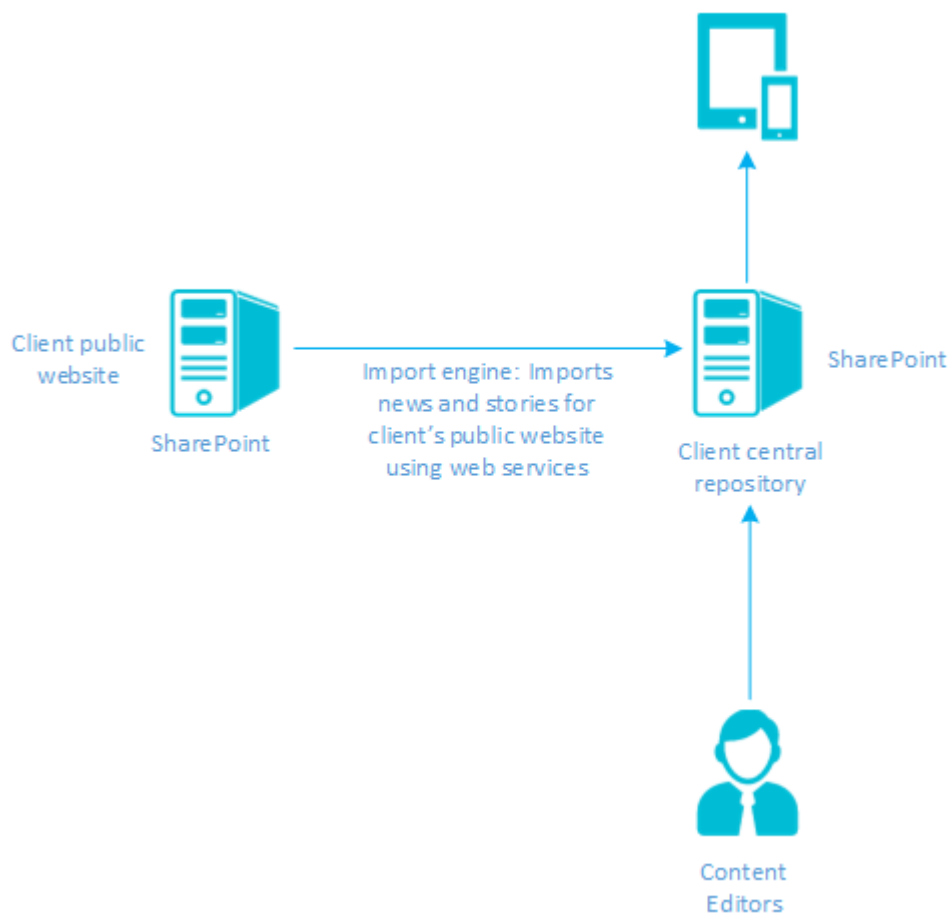 Client public
website
SharePoint
Import engine: Imports
news and stories for
client's public website
using web services
SharePoint
Client central
repository
Content
Editors